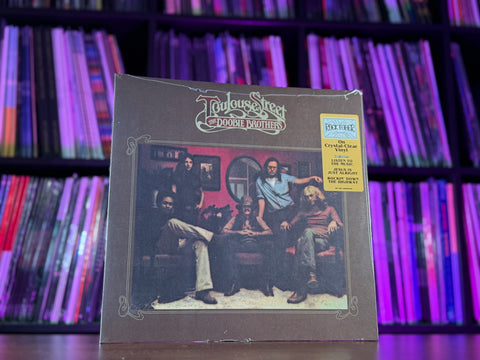 Toulouse Street
THE DOOBIE BROTHERS
ROCKTOBER
On
Crystal-Clear
Vinyl
LISTEN TO
THE MUSIC
JESUS IS
JUST ALRIGHT
ROCKIN' DOWN
THE HIGHWAY